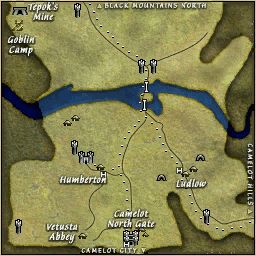 Tepok's
Mine
▲ BLACK MOUNTAINS NORTH
Goblin
Camp
CAMELOT HILLS ▲
Humberton
Ludlow
Camelot
North Gate
Vetusta
Abbey
CAMELOT CITY ▼